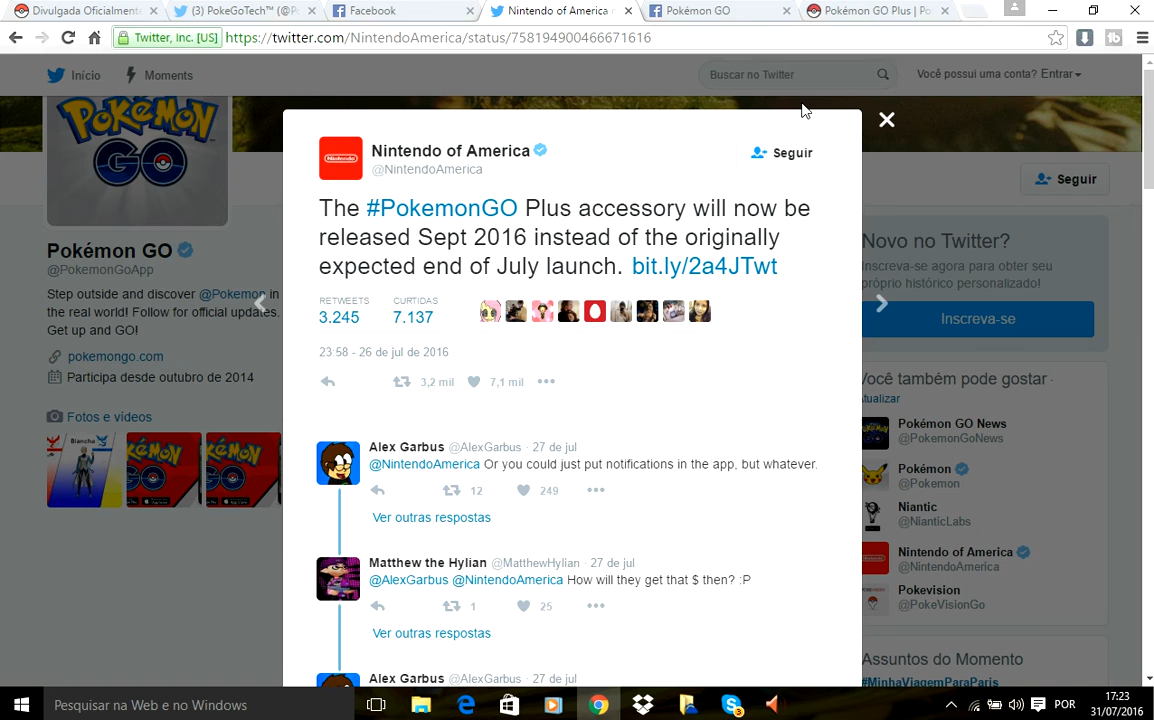 Divulgada Oficialment
(3) PokeGoTech™ (@P
Facebook
Nintendo of America
Pokémon GO
Pokémon GO Plus | Po
Twitter, Inc. [US]
https://twitter.com/NintendoAmerica/status/758194900466671616
Início
Moments
Buscar no Twitter
Você possui uma conta? Entrar
POKÉMON
GO
Pokémon GO
@PokemonGoApp
Step outside and discover @Pokemon in
the real world! Follow for official updates.
Get up and GO!
pokemongo.com
Participa desde outubro de 2014
Fotos e vídeos
Blanche
POKÉMON
GO
POKÉMON
GO
Nintendo
Nintendo of America
@NintendoAmerica
Seguir
The #PokemonGO Plus accessory will now be
released Sept 2016 instead of the originally
expected end of July launch. bit.ly/2a4JTwt
RETWEETS
3.245
CURTIDAS
7.137
23:58 - 26 de jul de 2016
3,2 mil
7,1 mil
Alex Garbus @AlexGarbus · 27 de jul
@NintendoAmerica Or you could just put notifications in the app, but whatever.
12
249
Ver outras respostas
Matthew the Hylian @MatthewHylian · 27 de jul
@AlexGarbus @NintendoAmerica How will they get that $ then? :P
1
25
Ver outras respostas
Alex Garbus @AlexGarbus · 27 de jul
Seguir
Novo no Twitter?
Inscreva-se agora para obter seu
próprio histórico personalizado!
Inscreva-se
Você também pode gostar ·
Atualizar
Pokémon GO News
@PokemonGoNews
Pokémon
@Pokemon
Niantic
@NianticLabs
Nintendo of America
@NintendoAmerica
Pokevision
@PokeVisionGo
Assuntos do Momento
#MinhaViagemParaParis
Pesquisar na Web e no Windows
3
POR
17:23
31/07/2016